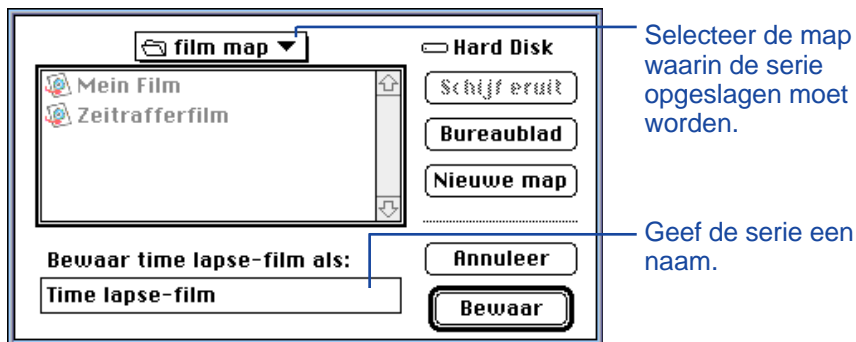 film map
Hard Disk
Mein Film
Zeitrafferfilm
Schijf eruit
Bureaublad
Nieuwe map
Bewaar time lapse-film als:
Time lapse-film
Annuleer
Bewaar
Selecteer de map
waarin de serie
opgeslagen moet
worden.
Geef de serie een
naam.